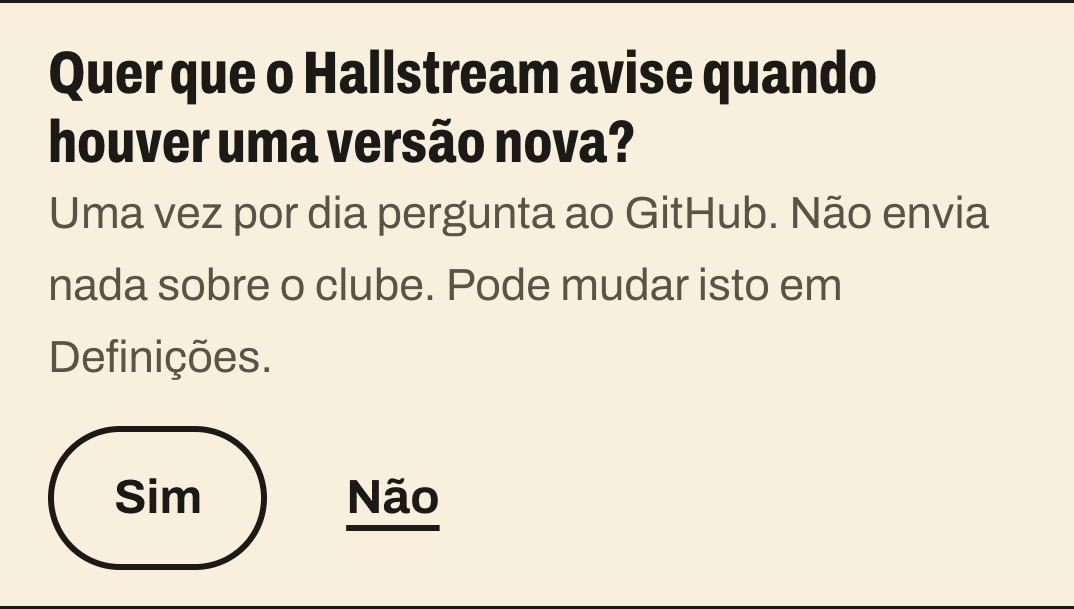 Quer que o Hallstream avise quando
houver uma versão nova?
Uma vez por dia pergunta ao GitHub. Não envia
nada sobre o clube. Pode mudar isto em
Definições.
Sim
Não